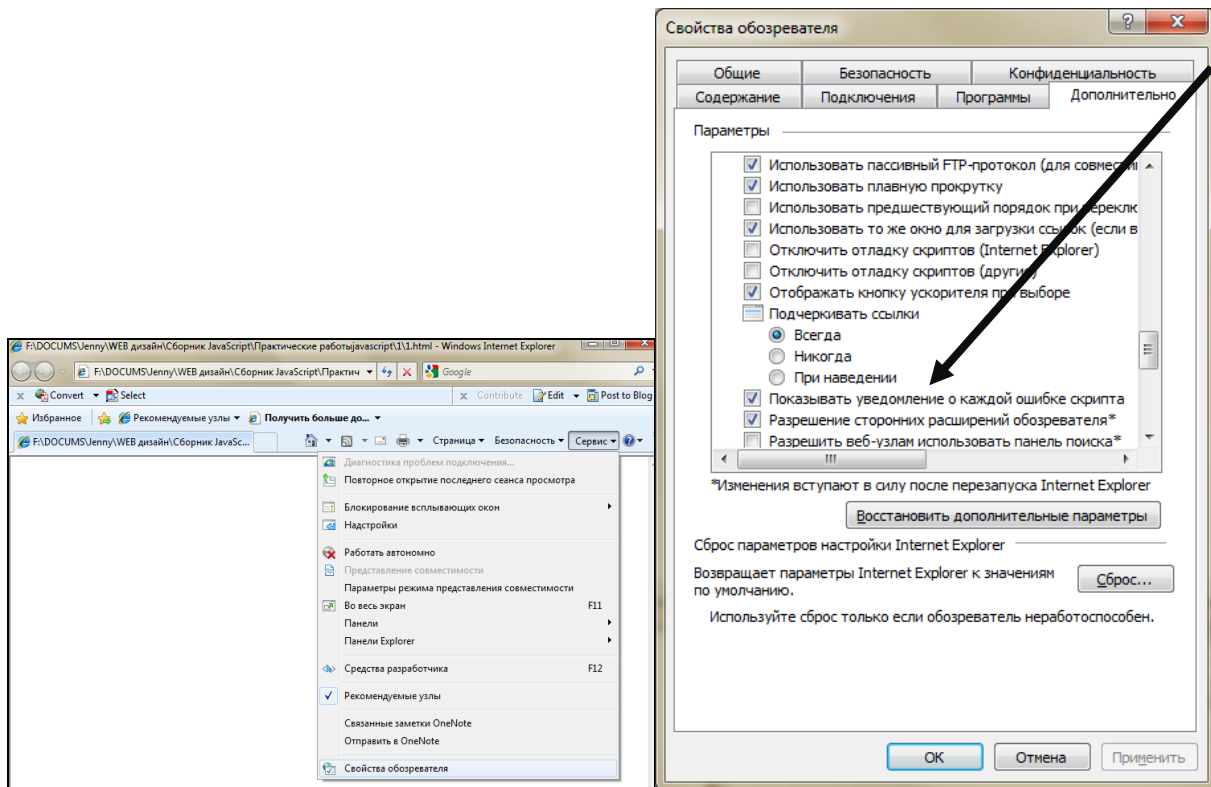 F:\DOCUMS\Jenny\WEB дизайн\Сборник JavaScript\Практические работыjavascript\1\1.html - Windows Internet Explorer
F:\DOCUMS\Jenny\WEB дизайн\Сборник JavaScript\Практич
Google
x Convert Select
x Contribute Edit Post to Blog
Избранное Рекомендуемые узлы Получить больше до...
F:\DOCUMS\Jenny\WEB дизайн\Сборник JavaSc...
Страница Безопасность Сервис
Диагностика проблем подключения...
Повторное открытие последнего сеанса просмотра
Блокирование всплывающих окон
Надстройки
Работать автономно
Представление совместимости
Параметры режима представления совместимости
Во весь экран F11
Панели
Панели Explorer
Средства разработчика F12
Рекомендуемые узлы
Связанные заметки OneNote
Отправить в OneNote
Свойства обозревателя
Свойства обозревателя
Общие Безопасность Конфиденциальность
Содержание Подключения Программы Дополнительно
Параметры
Использовать пассивный FTP-протокол (для совмести
Использовать плавную прокрутку
Использовать предшествующий порядок при переклю
Использовать то же окно для загрузки ссылок (если в
Отключить отладку скриптов (Internet Explorer)
Отключить отладку скриптов (другие)
Отображать кнопку ускорителя при выборе
Подчеркивать ссылки
Всегда
Никогда
При наведении
Показывать уведомление о каждой ошибке скрипта
Разрешение сторонних расширений обозревателя*
Разрешить веб-узлам использовать панель поиска*
*Изменения вступают в силу после перезапуска Internet Explorer
Восстановить дополнительные параметры
Сброс параметров настройки Internet Explorer
Возвращает параметры Internet Explorer к значениям
по умолчанию.
Сброс...
Используйте сброс только если обозреватель неработоспособен.
ОК Отмена Применить